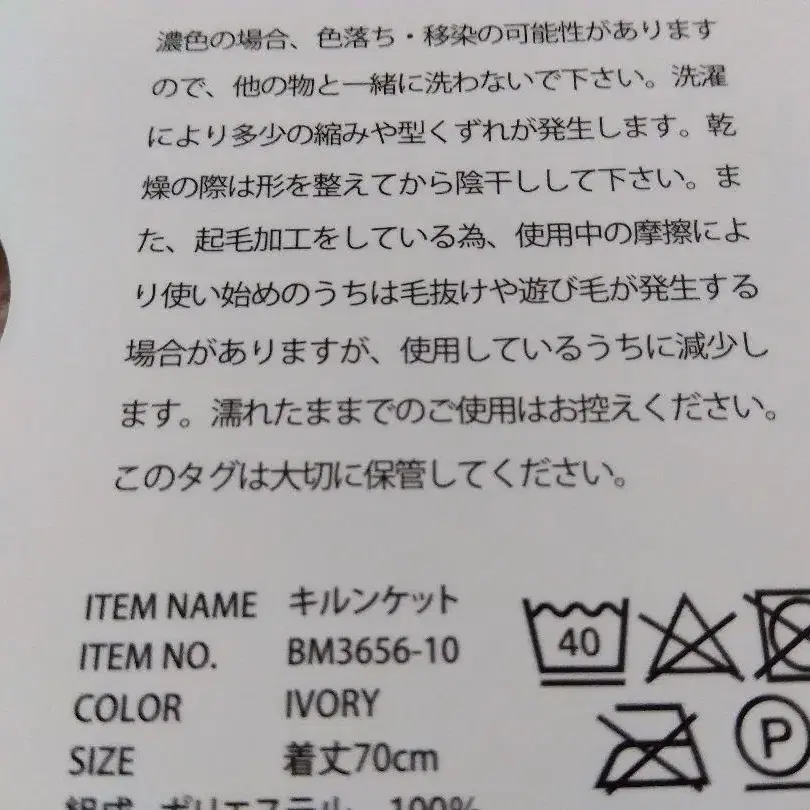 濃色の場合、色落ち・移染の可能性があります
ので、他の物と一緒に洗わないで下さい。洗濯
により多少の縮みや型くずれが発生します。乾
燥の際は形を整えてから陰干しして下さい。ま
た、起毛加工をしている為、使用中の摩擦によ
り使い始めのうちは毛抜けや遊び毛が発生する
場合がありますが、使用しているうちに減少し
ます。濡れたままでのご使用はお控えください。
このタグは大切に保管してください。
ITEM NAME キルンケット
ITEM NO. BM3656-10
COLOR IVORY
SIZE 着丈70cm
組成 ポリエステル 100%
40
P